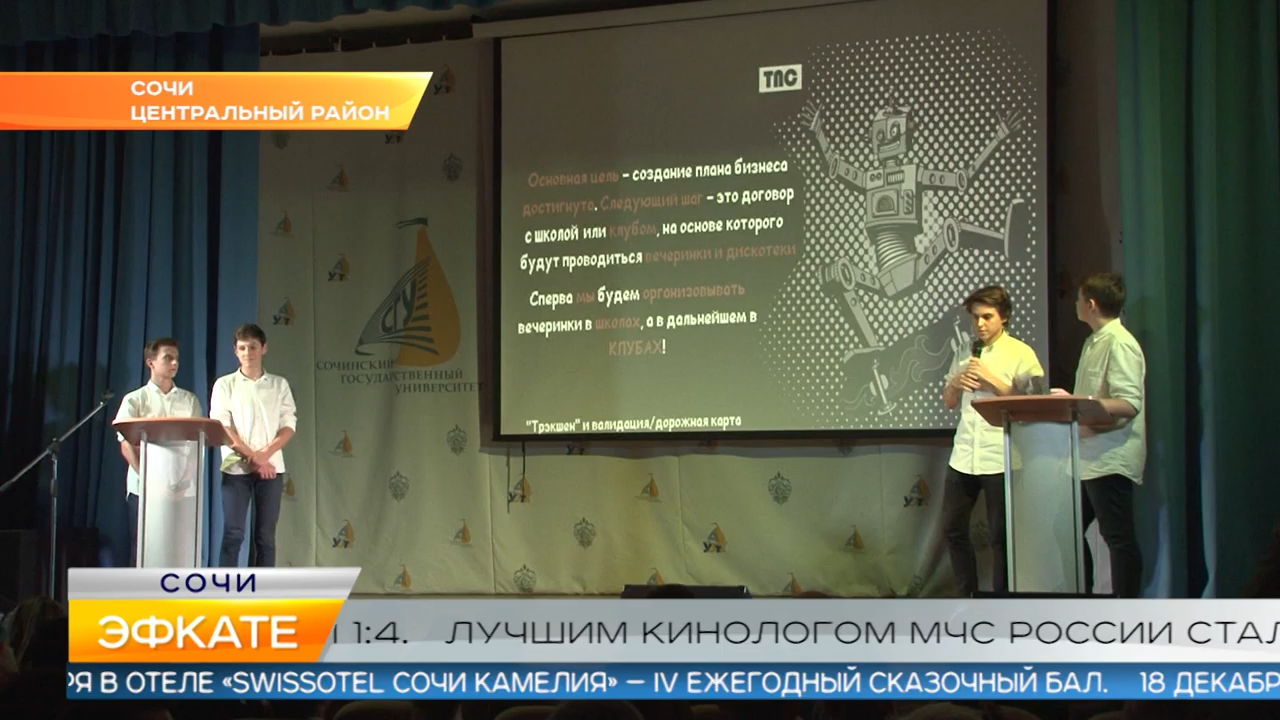 СОЧИ
ЦЕНТРАЛЬНЫЙ РАЙОН
ТПС
Основная цель – создание плана бизнеса
достигнута. Следующий шаг – это договор
с школой или клубом, на основе которого
будут проводиться вечеринки и дискотеки
Сперва мы будем организовывать
вечеринки в школах, а в дальнейшем в
КЛУБАХ!
"Трэкшен" и валидация/дорожная карта
СГУ
СОЧИНСКИЙ
ГОСУДАРСТВЕННЫЙ
УНИВЕРСИТЕТ
СОЧИ
ЭФКАТЕ
1:4. ЛУЧШИМ КИНОЛОГОМ МЧС РОССИИ СТАЛ
РЯ В ОТЕЛЕ «SWISSOTEL СОЧИ КАМЕЛИЯ» – IV ЕЖЕГОДНЫЙ СКАЗОЧНЫЙ БАЛ. 18 ДЕКАБР